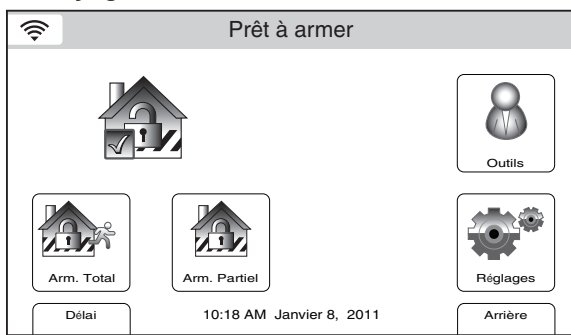 Prêt à armer
Outils
Arm. Total
Arm. Partiel
Réglages
Délai
10:18 AM Janvier 8, 2011
Arrière